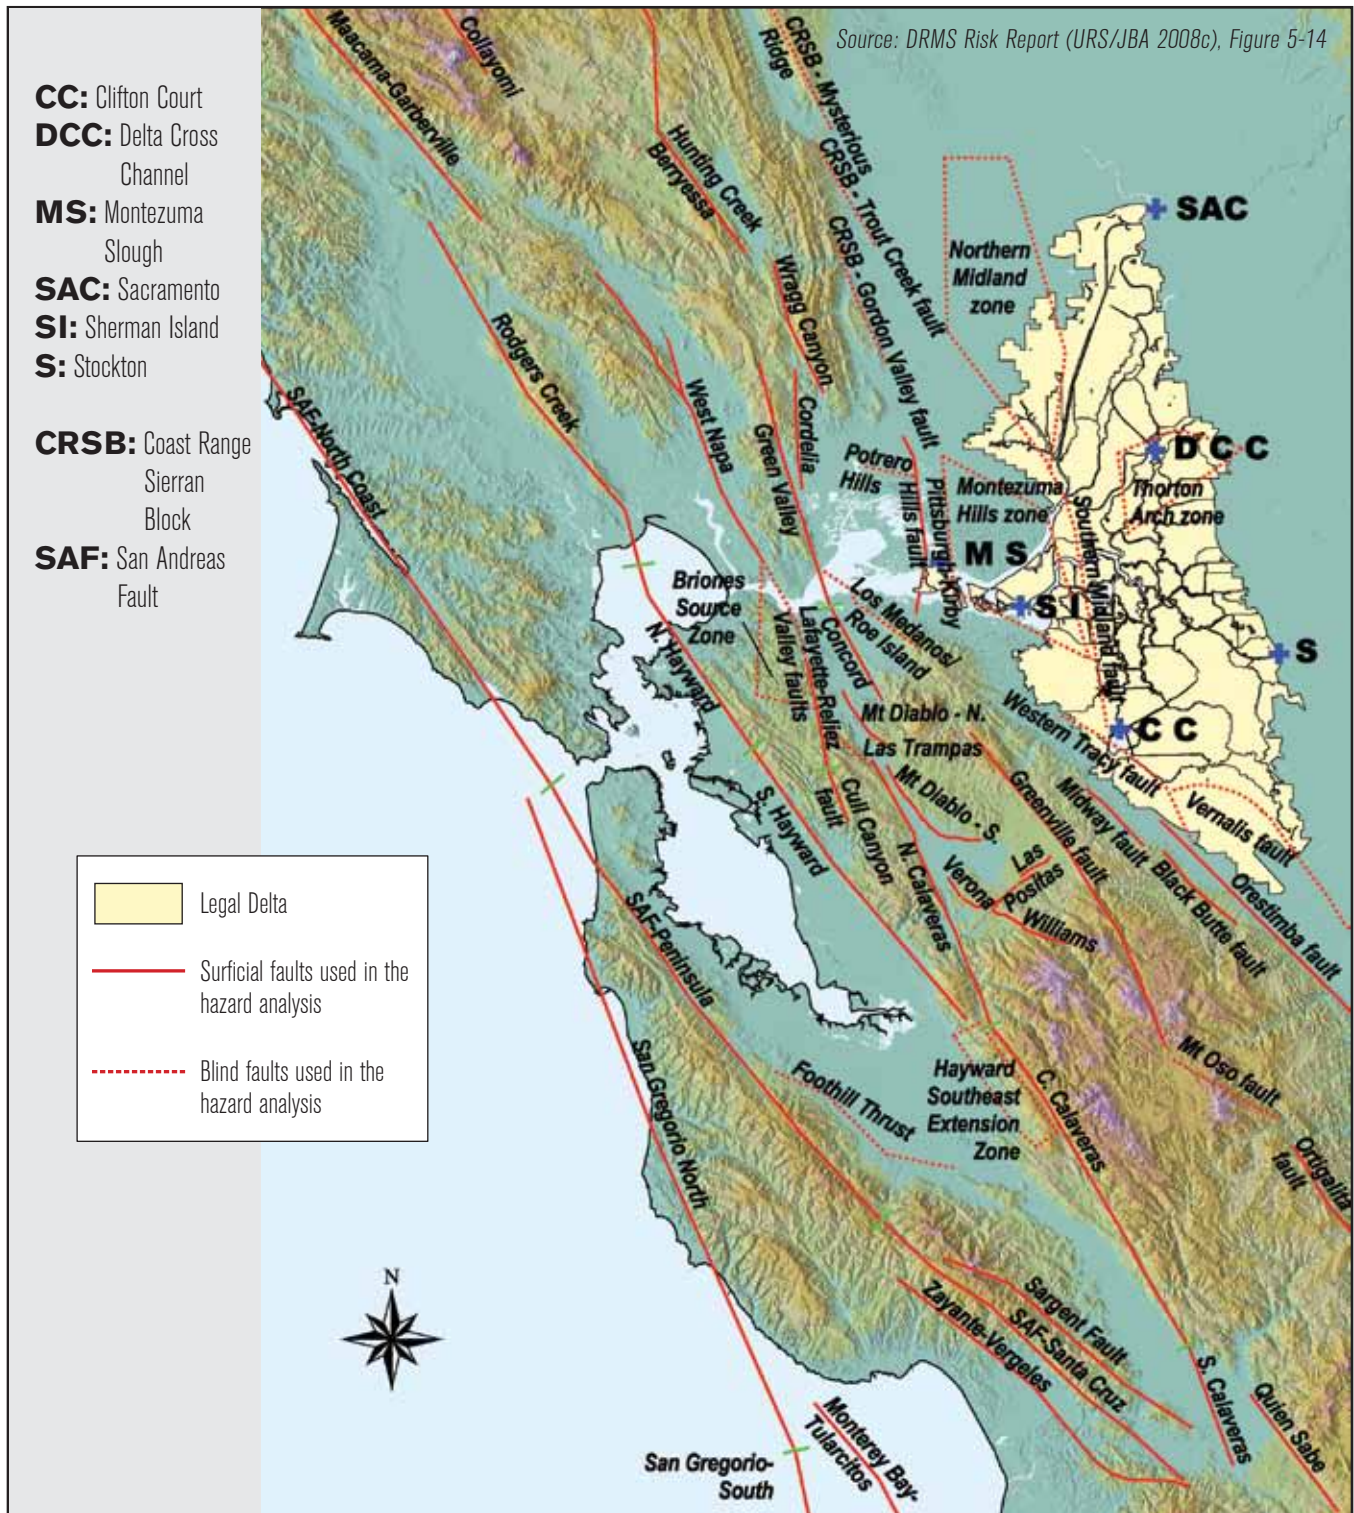 Source: DRMS Risk Report (URS/JBA 2008c), Figure 5-14
CC: Clifton Court
DCC: Delta Cross
Channel
MS: Montezuma
Slough
SAC: Sacramento
SI: Sherman Island
S: Stockton
CRSB: Coast Range
Sierran
Block
SAF: San Andreas
Fault
Legal Delta
Surficial faults used in the
hazard analysis
Blind faults used in the
hazard analysis
N
Maacama-Garberville
Collayomi
Hunting Creek
Berryessa
CRSB - Mysterious
Ridge
CRSB - Trout Creek fault
CRSB - Gordon Valley fault
Northern
Midland
zone
SAC
Wragg Canyon
Rodgers Creek
West Napa
Green Valley
Cordelia
SAF-North Coast
Potrero
Hills
Hills fault
Pittsburgh-Kirby
Montezuma
Hills zone
Southern Midland fault
D C C
Thorton
Arch zone
M S
S I
S
C C
Briones
Source
Zone
N. Hayward
Valley faults
Lafayette-Reliez
fault
Concord
Los Medanos/
Roe Island
Mt Diablo - N.
Las Trampas
Mt Diablo - S.
Western Tracy fault
Vernalis fault
Midway fault
Greenville fault
Black Butte fault
Orestimba fault
S. Hayward
Cull Canyon
N. Calaveras
Verona
Las
Positas
Williams
SAF-Peninsula
San Gregorio North
Foothill Thrust
Hayward
Southeast
Extension
Zone
C. Calaveras
Mt Oso fault
Ortigalita
fault
Sargent Fault
SAF-Santa Cruz
Zayante-Vergeles
S. Calaveras
Quien Sabe
Monterey Bay-
Tularcitos
San Gregorio-
South